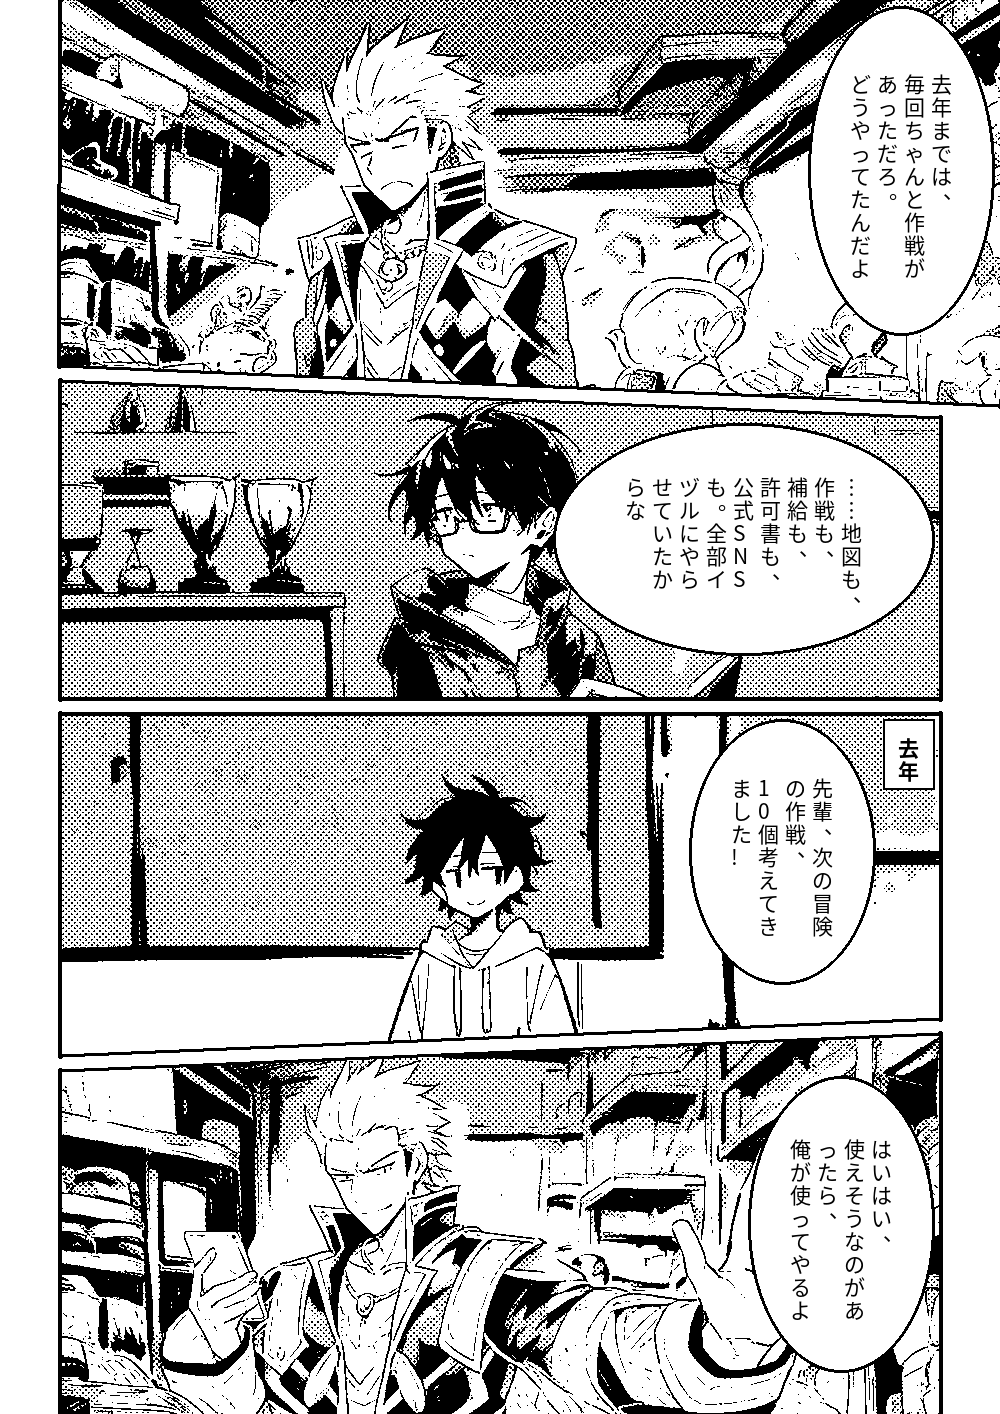 去年までは、
毎回ちゃんと作戦が
あっただろ。
どうやってたんだよ
……地図も、
作戦も、
補給も、
許可書も、
公式SNS
も。全部イ
ヅルにやら
せていたか
らな
去年
先輩、次の冒険
の作戦、
10個考えてき
ました!
はいはい、
使えそうなのがあ
ったら、
俺が使ってやるよ